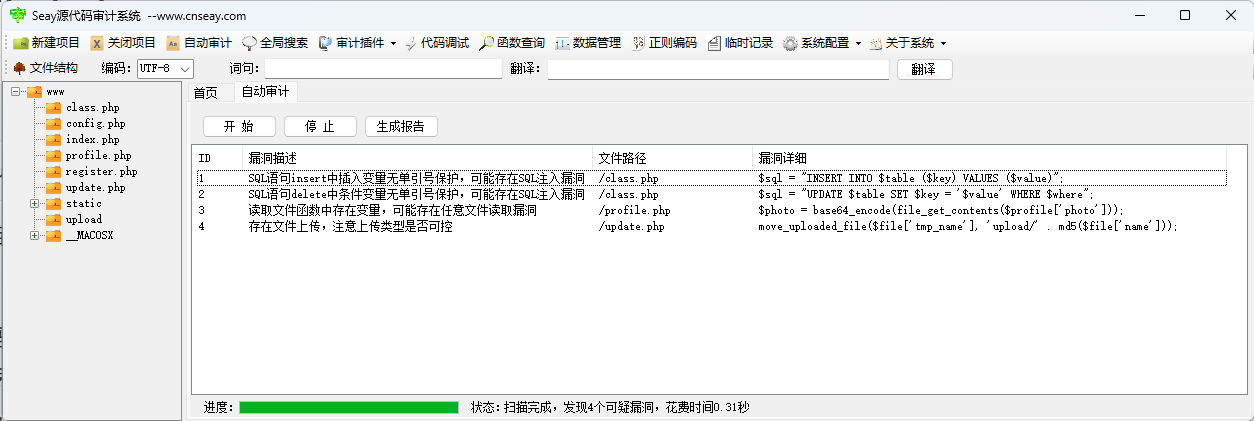 Seay源代码审计系统 --www.cnseay.com
新建项目 关闭项目 自动审计 全局搜索 审计插件 代码调试 函数查询 数据管理 正则编码 临时记录 系统配置 关于系统
文件结构 编码: UTF-8 词句: 翻译: 翻译
www
class.php
config.php
index.php
profile.php
register.php
update.php
static
upload
__MACOSX
首页 自动审计
开 始 停 止 生成报告
ID 漏洞描述 文件路径 漏洞详细
1 SQL语句insert中插入变量无单引号保护，可能存在SQL注入漏洞 /class.php $sql = "INSERT INTO $table ($key) VALUES ($value)";
2 SQL语句delete中条件变量无单引号保护，可能存在SQL注入漏洞 /class.php $sql = "UPDATE $table SET $key = '$value' WHERE $where";
3 读取文件函数中存在变量，可能存在任意文件读取漏洞 /profile.php $photo = base64_encode(file_get_contents($profile['photo']));
4 存在文件上传，注意上传类型是否可控 /update.php move_uploaded_file($file['tmp_name'], 'upload/' . md5($file['name']));
进度: 状态:扫描完成，发现4个可疑漏洞，花费时间0.31秒